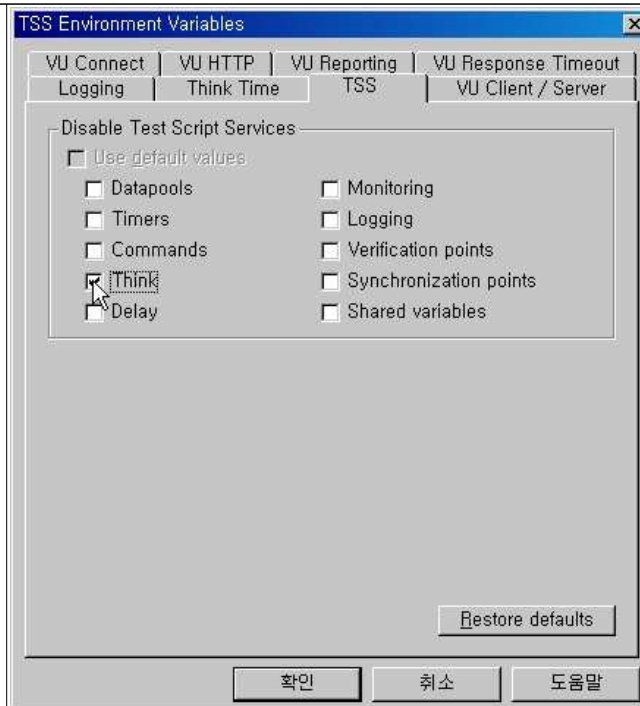 TSS Environment Variables
VU Connect VU HTTP VU Reporting VU Response Timeout
Logging Think Time TSS VU Client / Server
Disable Test Script Services
Use default values
Datapools Monitoring
Timers Logging
Commands Verification points
Think Synchronization points
Delay Shared variables
Restore defaults
확인 취소 도움말